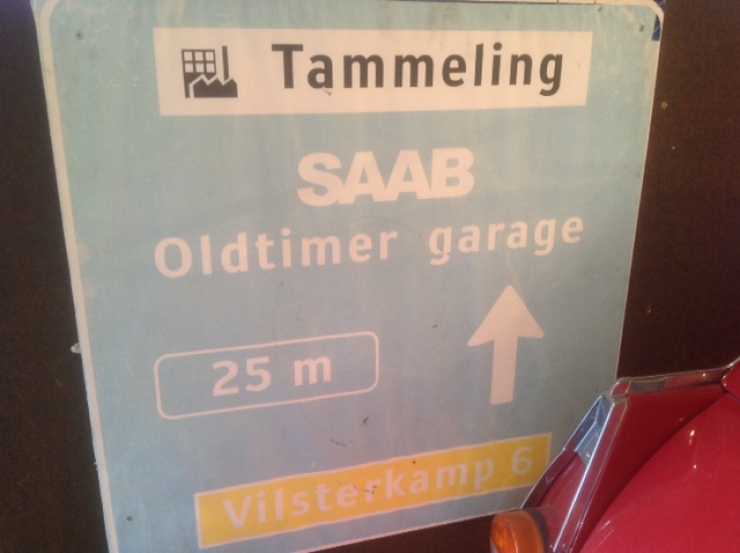 Tammeling
SAAB
Oldtimer garage
25 m
Vilsterkamp 6